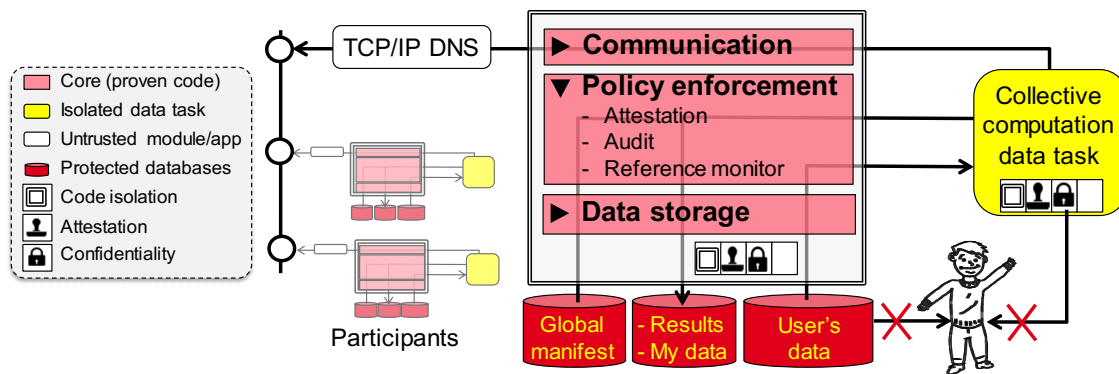 TCP/IP DNS
Core (proven code)
Isolated data task
Untrusted module/app
Protected databases
Code isolation
Attestation
Confidentiality
Participants
► Communication
▼ Policy enforcement
- Attestation
- Audit
- Reference monitor
► Data storage
Global
manifest
- Results
- My data
User's
data
Collective
computation
data task